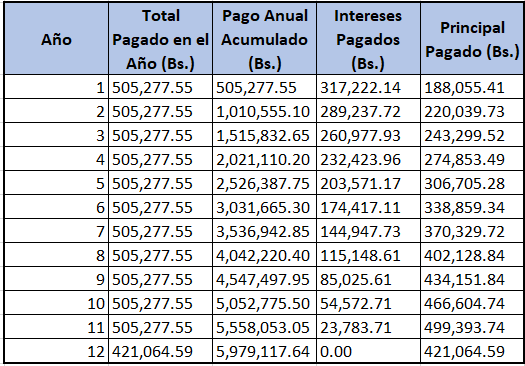 Año Total Pagado en el Año (Bs.) Pago Anual Acumulado (Bs.) Intereses Pagados (Bs.) Principal Pagado (Bs.)
1 505,277.55 505,277.55 317,222.14 188,055.41
2 505,277.55 1,010,555.10 289,237.72 220,039.73
3 505,277.55 1,515,832.65 260,977.93 243,299.52
4 505,277.55 2,021,110.20 232,423.96 274,853.49
5 505,277.55 2,526,387.75 203,571.17 306,705.28
6 505,277.55 3,031,665.30 174,417.11 338,859.34
7 505,277.55 3,536,942.85 144,947.73 370,329.72
8 505,277.55 4,042,220.40 115,148.61 402,128.84
9 505,277.55 4,547,497.95 85,025.61 434,151.84
10 505,277.55 5,052,775.50 54,572.71 466,604.74
11 505,277.55 5,558,053.05 23,783.71 499,393.74
12 421,064.59 5,979,117.64 0.00 421,064.59